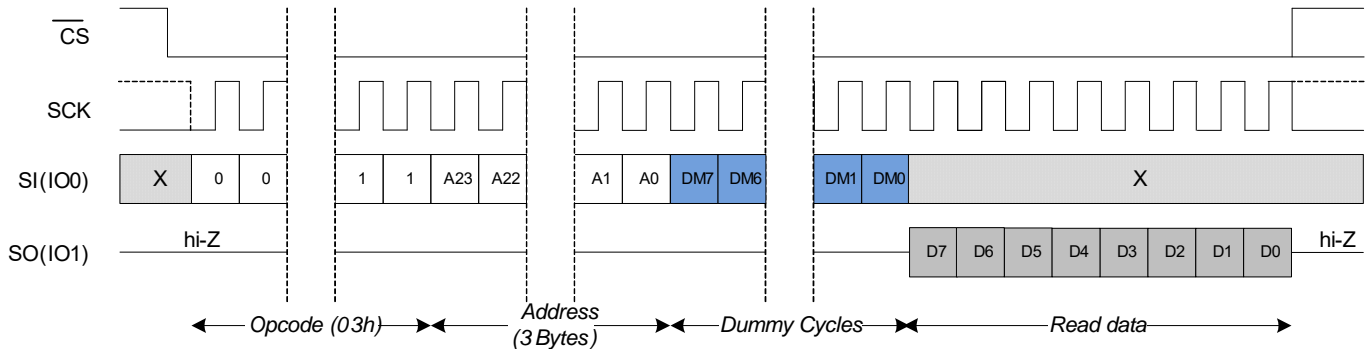 CS
SCK
SI(IO0) X 0 0 1 1 A23 A22 A1 A0 DM7 DM6 DM1 DM0 X
hi-Z hi-Z
SO(IO1) D7 D6 D5 D4 D3 D2 D1 D0
Opcode (03h) Address Dummy Cycles Read data
(3 Bytes)